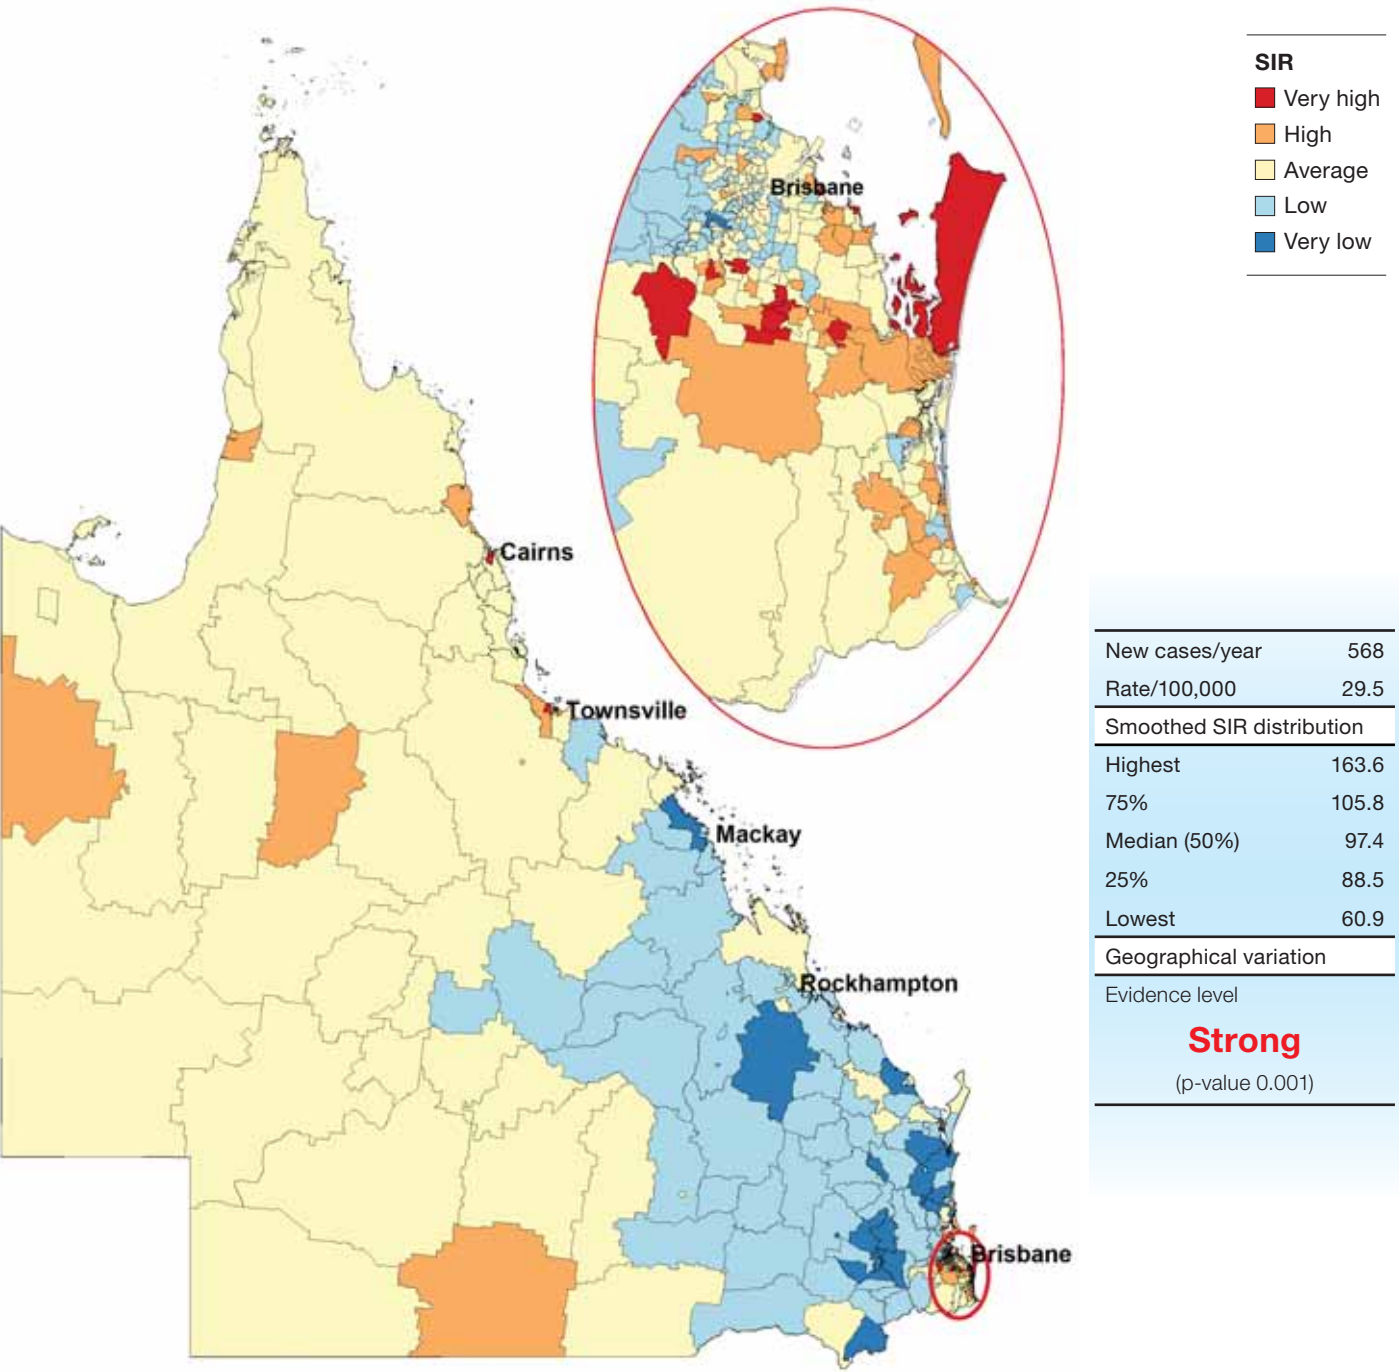 SIR
Very high
High
Average
Low
Very low
Brisbane
Cairns
Townsville
Mackay
Rockhampton
Brisbane
New cases/year 568
Rate/100,000 29.5
Smoothed SIR distribution
Highest 163.6
75% 105.8
Median (50%) 97.4
25% 88.5
Lowest 60.9
Geographical variation
Evidence level
Strong
(p-value 0.001)